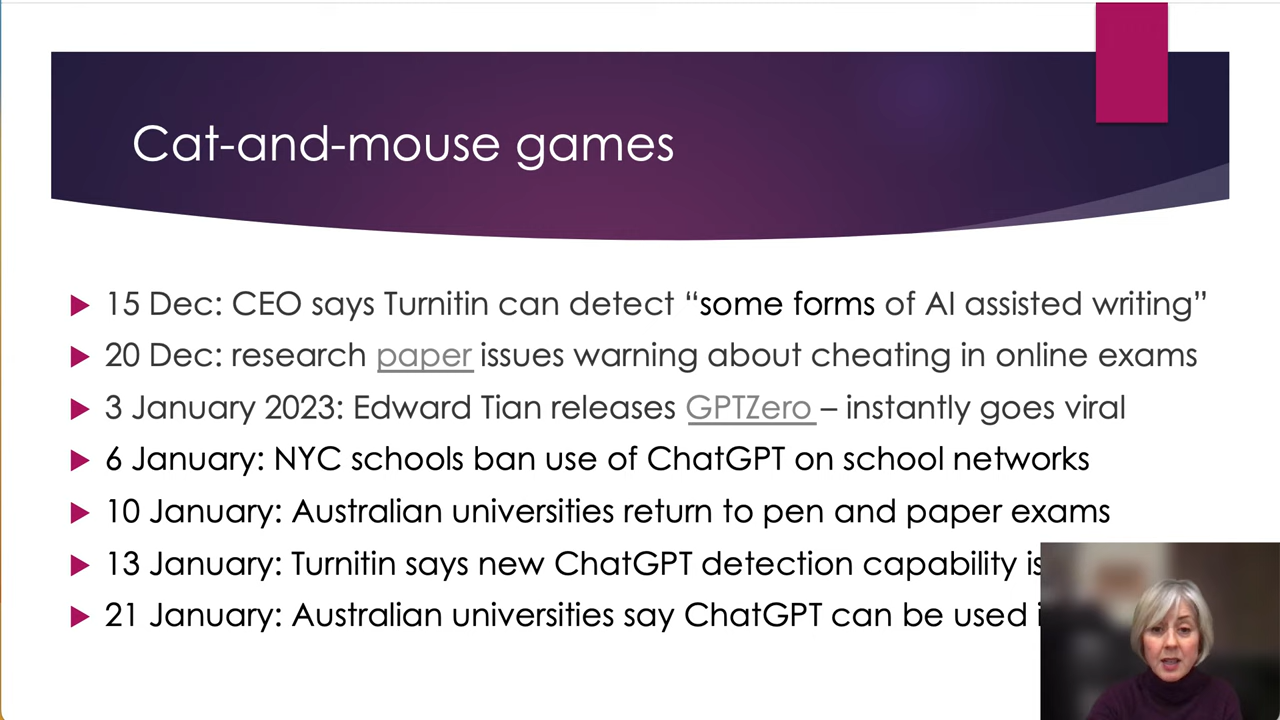 Cat-and-mouse games
15 Dec: CEO says Turnitin can detect “some forms of AI assisted writing”
20 Dec: research paper issues warning about cheating in online exams
3 January 2023: Edward Tian releases GPTZero – instantly goes viral
6 January: NYC schools ban use of ChatGPT on school networks
10 January: Australian universities return to pen and paper exams
13 January: Turnitin says new ChatGPT detection capability is
21 January: Australian universities say ChatGPT can be used